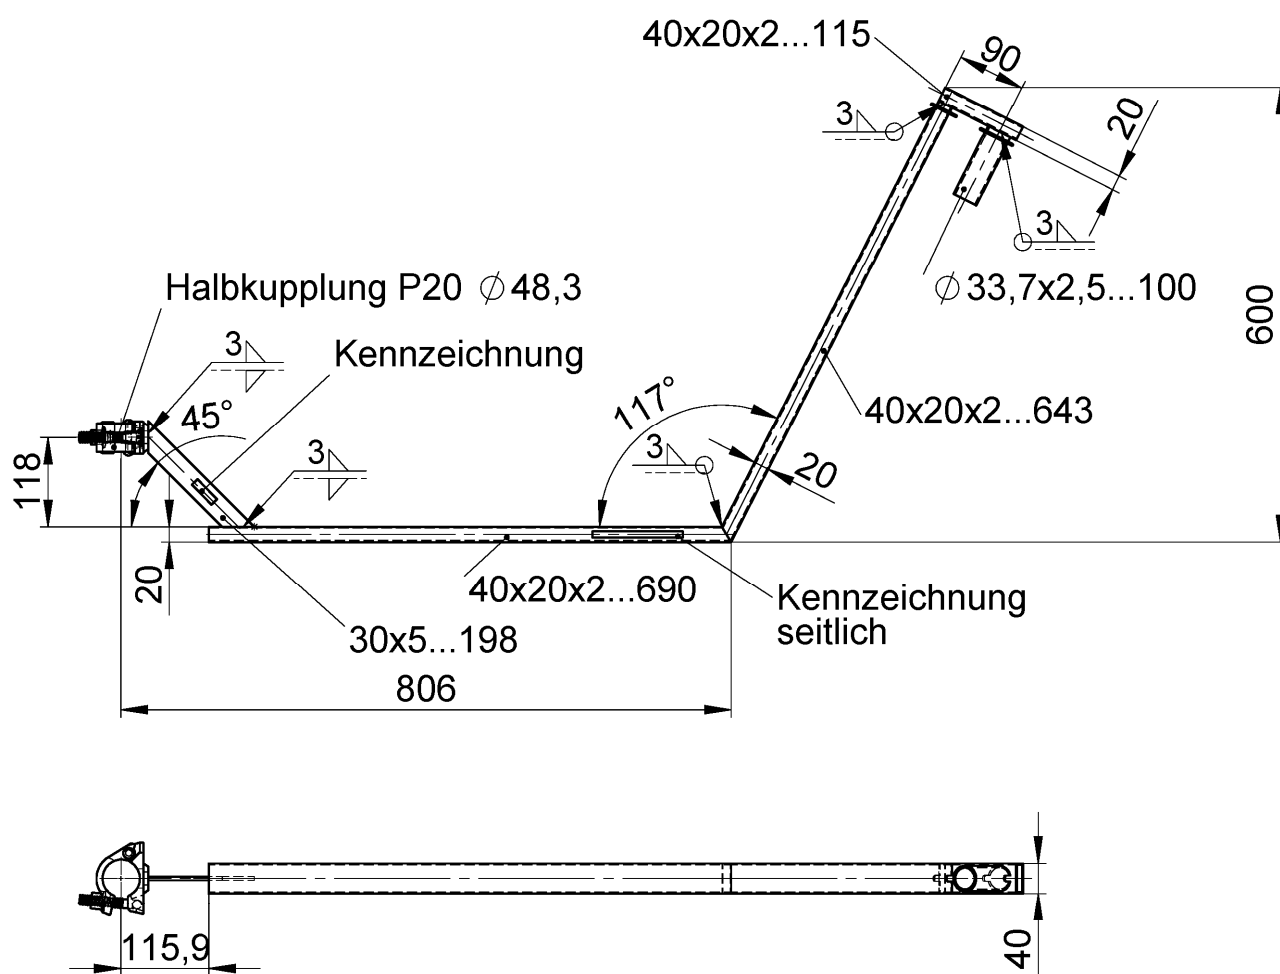 40x20x2...115
90
3
20
3
Halbkupplung P20 ∅ 48,3
∅ 33,7x2,5...100
600
3
Kennzeichnung
45°
117°
40x20x2...643
3
3
20
118
20
40x20x2...690
Kennzeichnung
seitlich
30x5...198
806
115,9
40